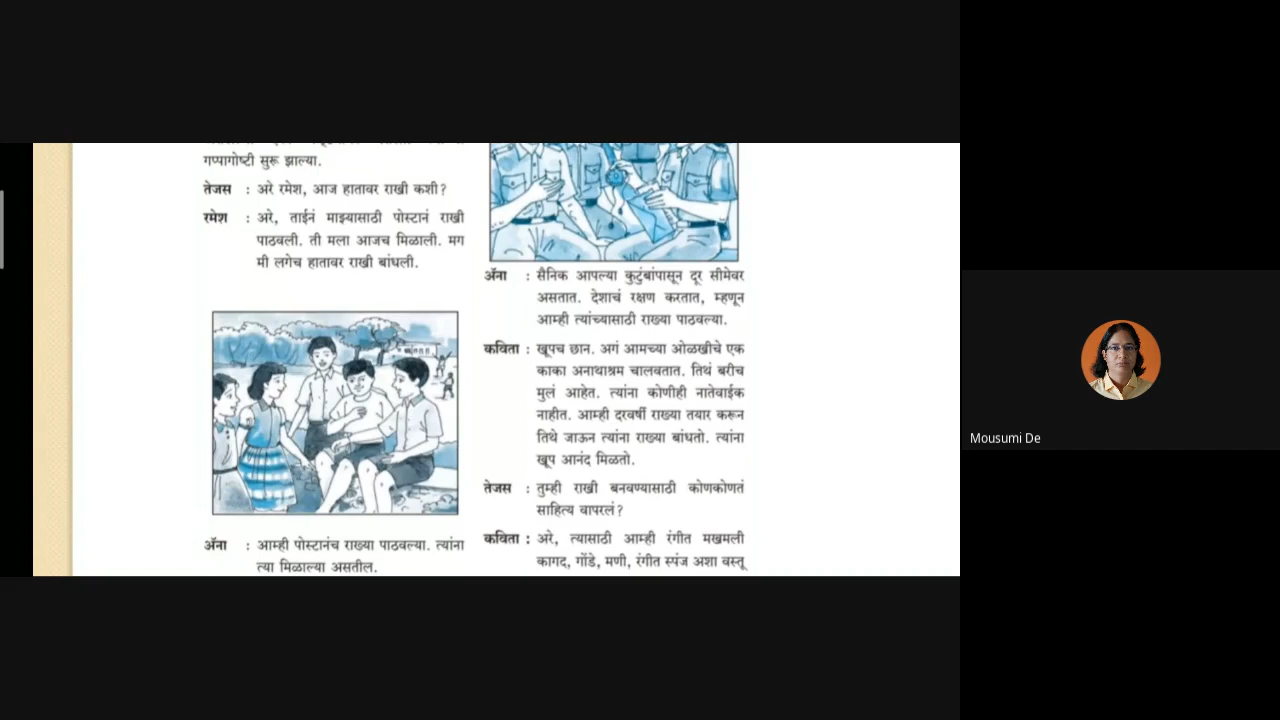 गप्पागोष्टी सुरू झाल्या.
तेजस : अरे रमेश, आज हातावर राखी कशी?
रमेश : अरे, ताईनं माझ्यासाठी पोस्टानं राखी
पाठवली. ती मला आजच मिळाली. मग
मी लगेच हातावर राखी बांधली.
ॲना : आम्ही पोस्टानंच राख्या पाठवल्या. त्यांना
त्या मिळाल्या असतील.
ॲना : सैनिक आपल्या कुटुंबांपासून दूर सीमेवर
असतात. देशाचं रक्षण करतात, म्हणून
आम्ही त्यांच्यासाठी राख्या पाठवल्या.
कविता : खूपच छान. अगं आमच्या ओळखीचे एक
काका अनाथाश्रम चालवतात. तिथं बरीच
मुलं आहेत. त्यांना कोणीही नातेवाईक
नाहीत. आम्ही दरवर्षी राख्या तयार करून
तिथे जाऊन त्यांना राख्या बांधतो. त्यांना
खूप आनंद मिळतो.
तेजस : तुम्ही राखी बनवण्यासाठी कोणकोणतं
साहित्य वापरलं?
कविता : अरे, त्यासाठी आम्ही रंगीत मखमली
कागद, गोंडे, मणी, रंगीत स्पंज अशा वस्तू
Mousumi De